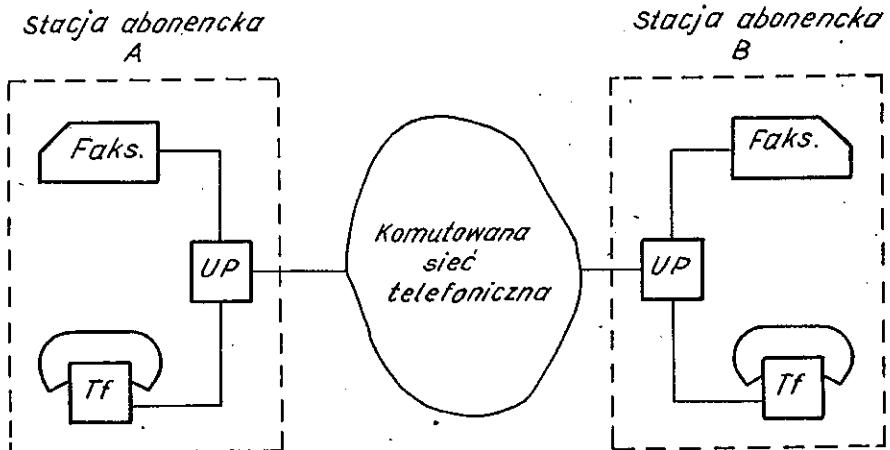 Stacja abonencka
A
Stacja abonencka
B
Faks.
UP
Tf
Komutowana
sieć
telefoniczna
Faks.
UP
Tf